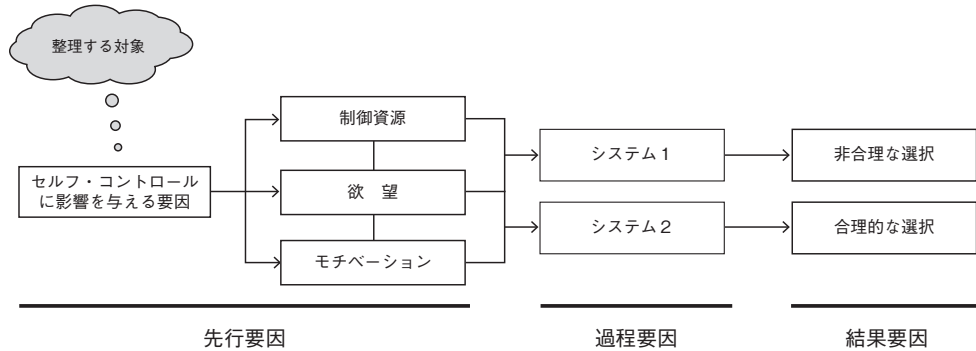 整理する対象
セルフ・コントロール
に影響を与える要因
制御資源
欲　望
モチベーション
システム1
システム2
非合理な選択
合理的な選択
先行要因
過程要因
結果要因